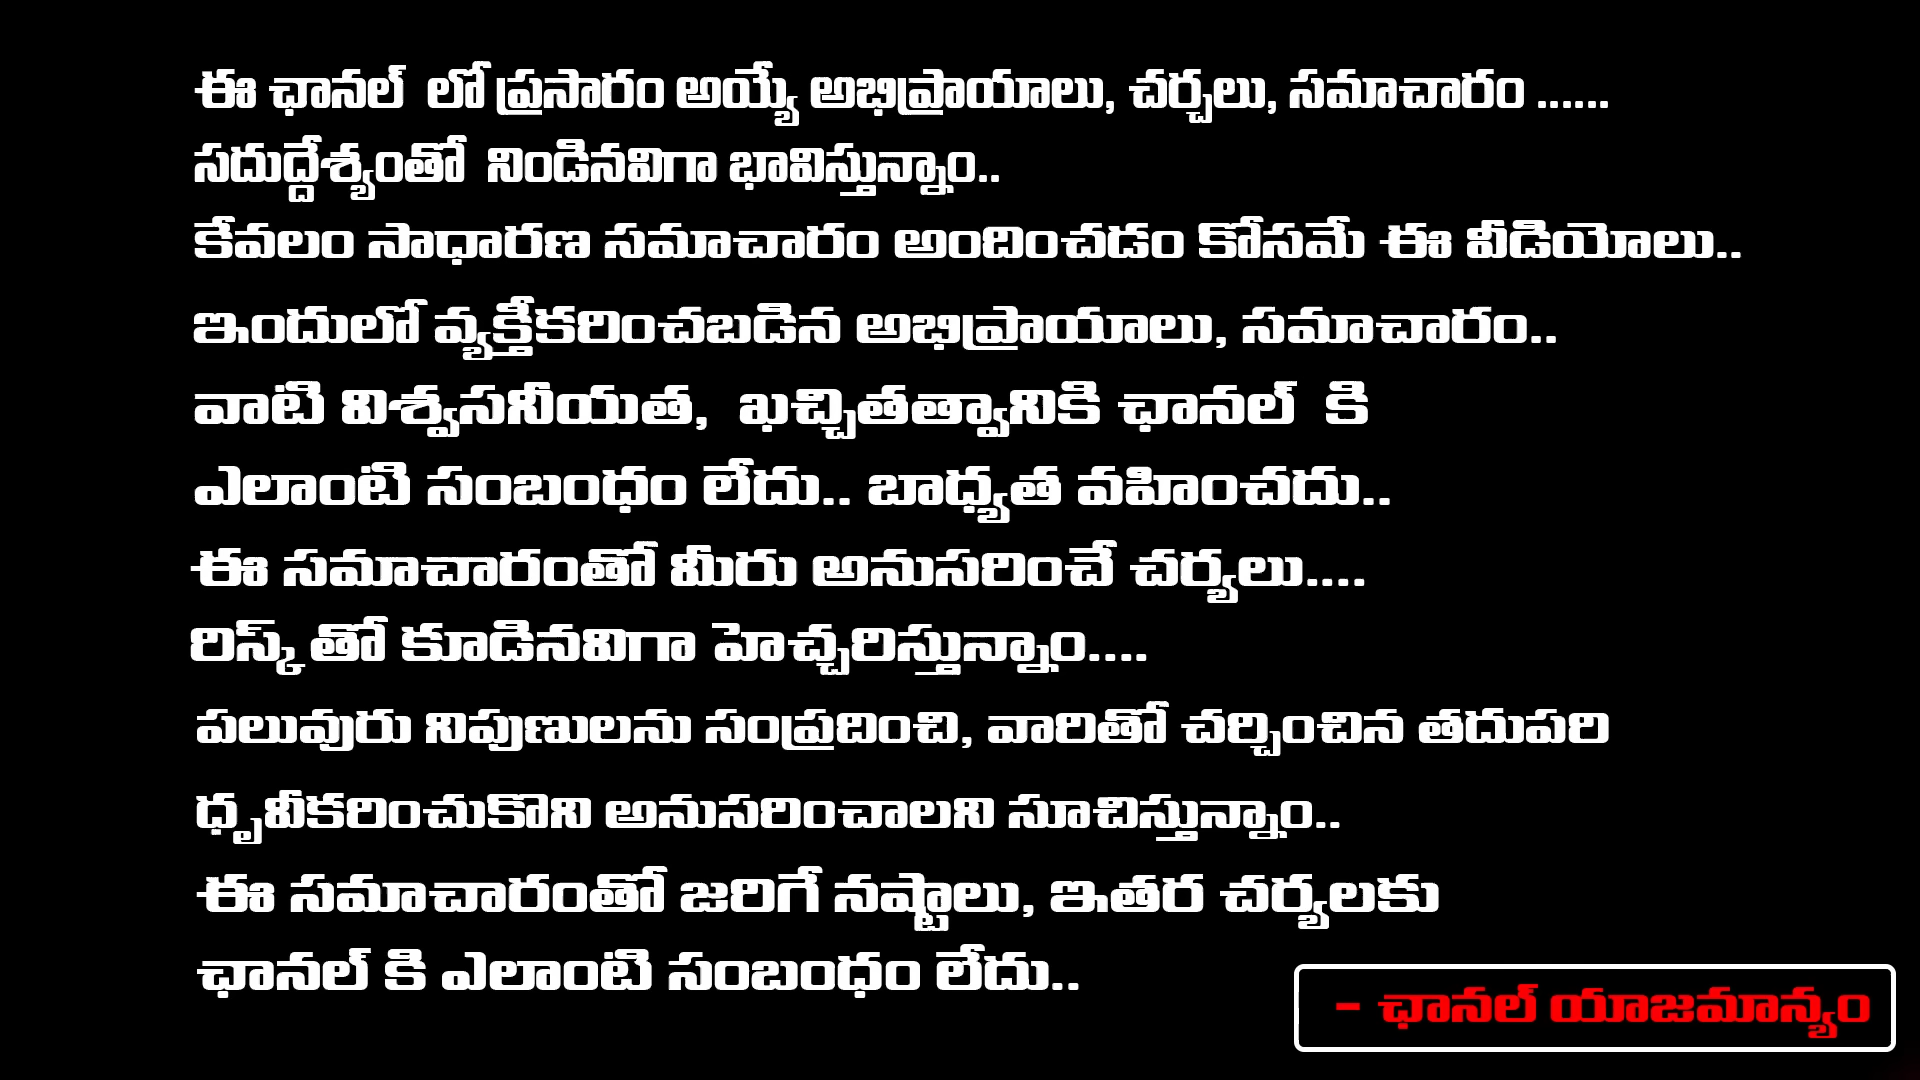 ఈ ఛానల్ లో ప్రసారం అయ్యే అభిప్రాయాలు, చర్చలు, సమాచారం ......
సదుద్దేశ్యంతో నిండినవిగా భావిస్తున్నాం..
కేవలం సాధారణ సమాచారం అందించడం కోసమే ఈ వీడియోలు..
ఇందులో వ్యక్తీకరించబడిన అభిప్రాయాలు, సమాచారం..
వాటి విశ్వసనీయత, ఖచ్చితత్వానికి ఛానల్ కి
ఎలాంటి సంబంధం లేదు.. బాధ్యత వహించదు..
ఈ సమాచారంతో మీరు అనుసరించే చర్యలు....
రిస్క్ తో కూడినవిగా హెచ్చరిస్తున్నాం....
పలువురు నిపుణులను సంప్రదించి, వారితో చర్చించిన తదుపరి
ధృవీకరించుకొని అనుసరించాలని సూచిస్తున్నాం..
ఈ సమాచారంతో జరిగే నష్టాలు, ఇతర చర్యలకు
ఛానల్ కి ఎలాంటి సంబంధం లేదు..
- ఛానల్ యాజమాన్యం